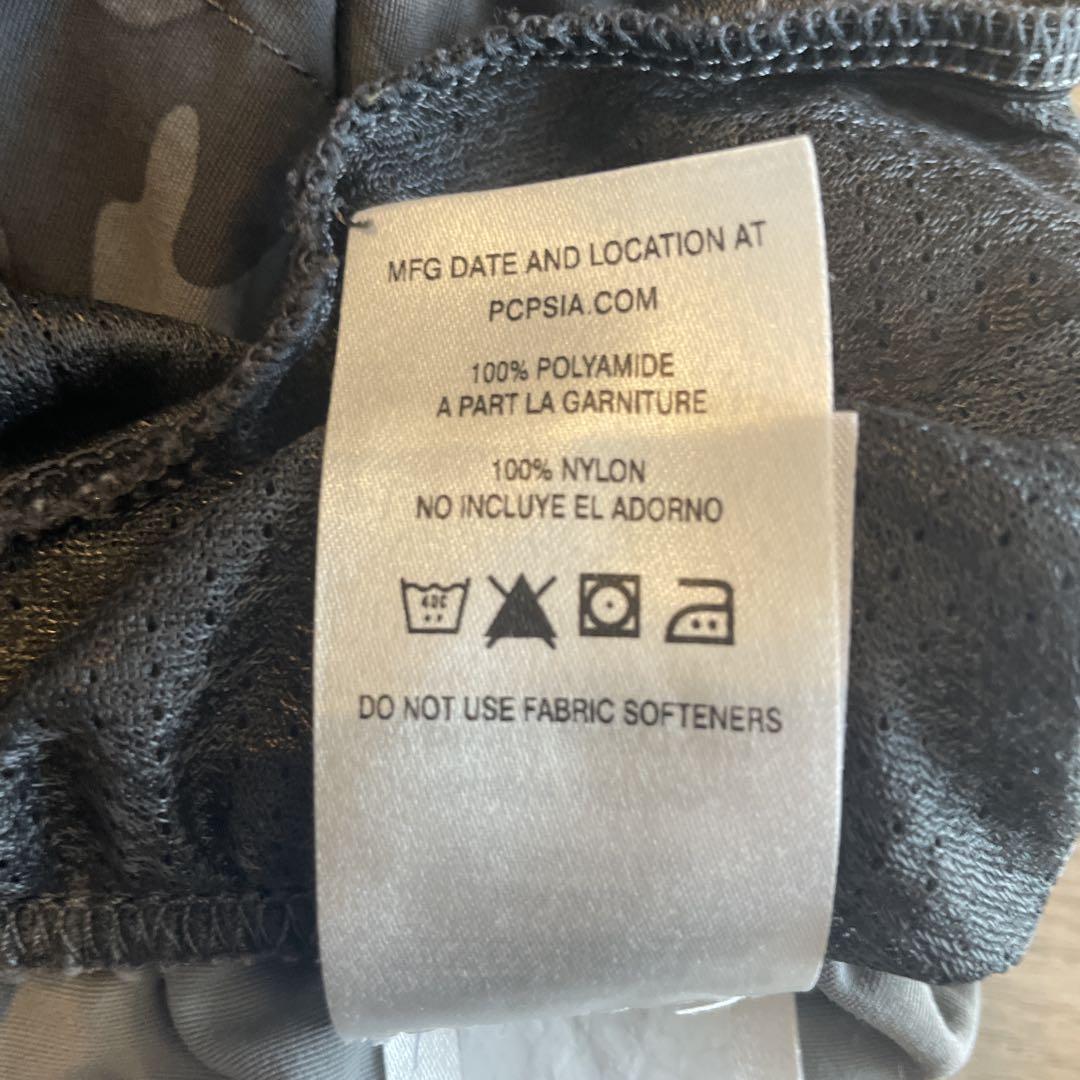 MFG DATE AND LOCATION AT
PCPSIA.COM
100% POLYAMIDE
A PART LA GARNITURE
100% NYLON
NO INCLUYE EL ADORNO
40C
DO NOT USE FABRIC SOFTENERS